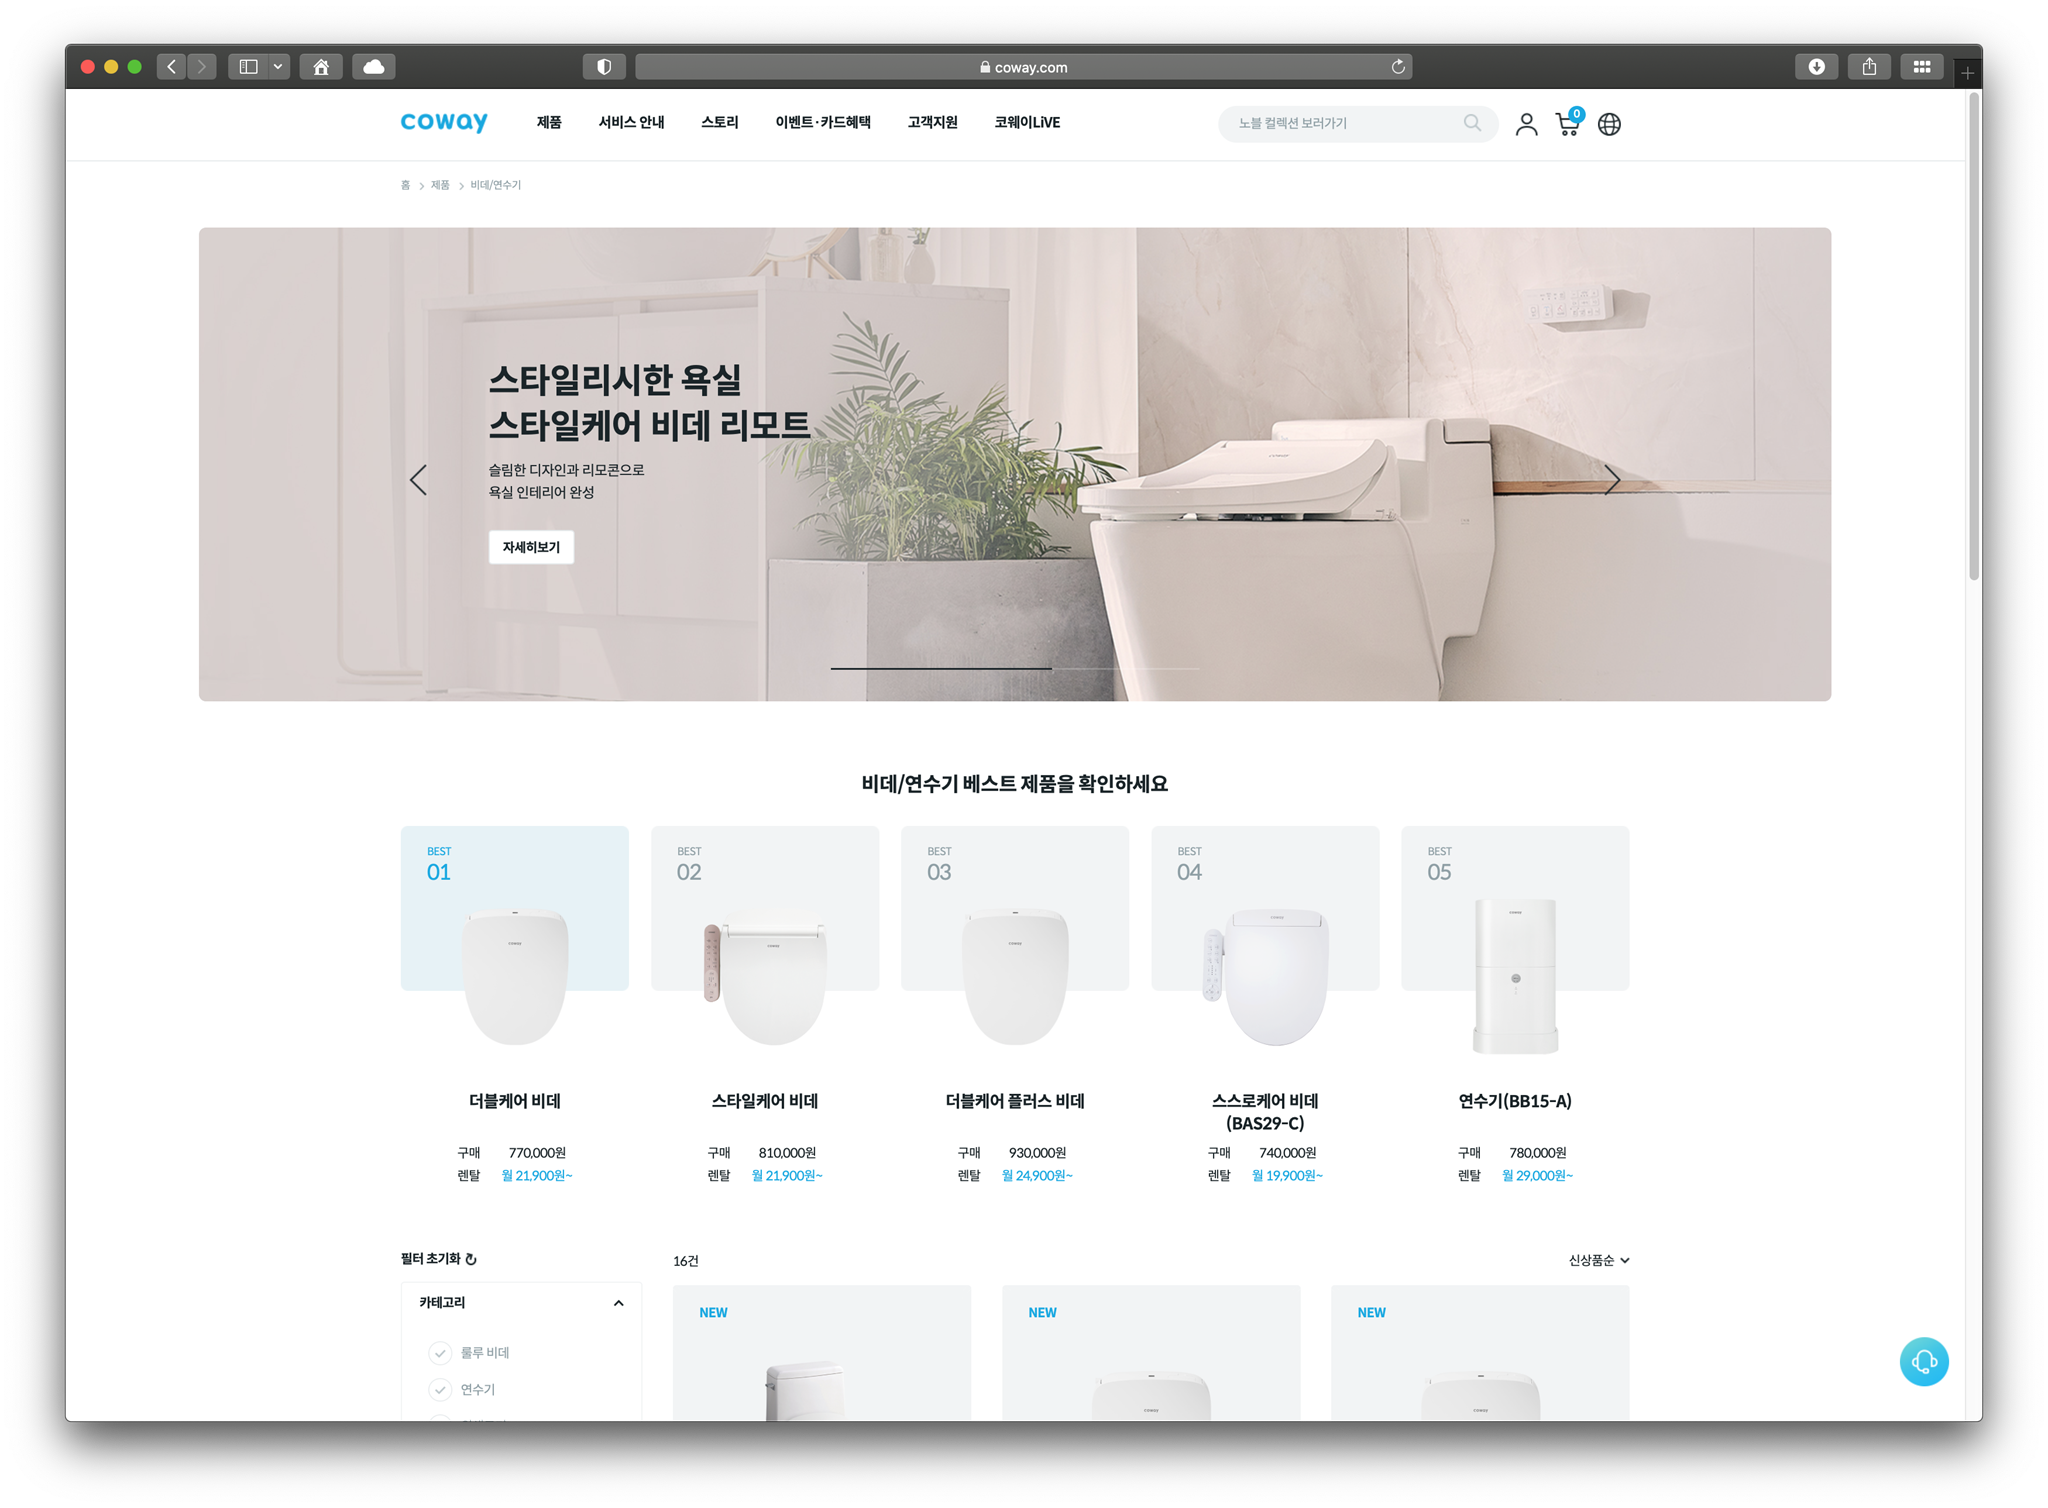 coway.com
coway
제품
서비스 안내
스토리
이벤트·카드혜택
고객지원
코웨이LiVE
노블 컬렉션 보러가기
0
홈 > 제품 > 비데/연수기
스타일리시한 욕실
스타일케어 비데 리모트
슬림한 디자인과 리모콘으로
욕실 인테리어 완성
자세히보기
비데/연수기 베스트 제품을 확인하세요
BEST
01
coway
더블케어 비데
구매 770,000원
렌탈 월 21,900원~
BEST
02
coway
스타일케어 비데
구매 810,000원
렌탈 월 21,900원~
BEST
03
coway
더블케어 플러스 비데
구매 930,000원
렌탈 월 24,900원~
BEST
04
coway
스스로케어 비데
(BAS29-C)
구매 740,000원
렌탈 월 19,900원~
BEST
05
coway
연수기(BB15-A)
구매 780,000원
렌탈 월 29,000원~
필터 초기화
카테고리
룰루 비데
연수기
16건
신상품순
NEW
NEW
coway
NEW
coway